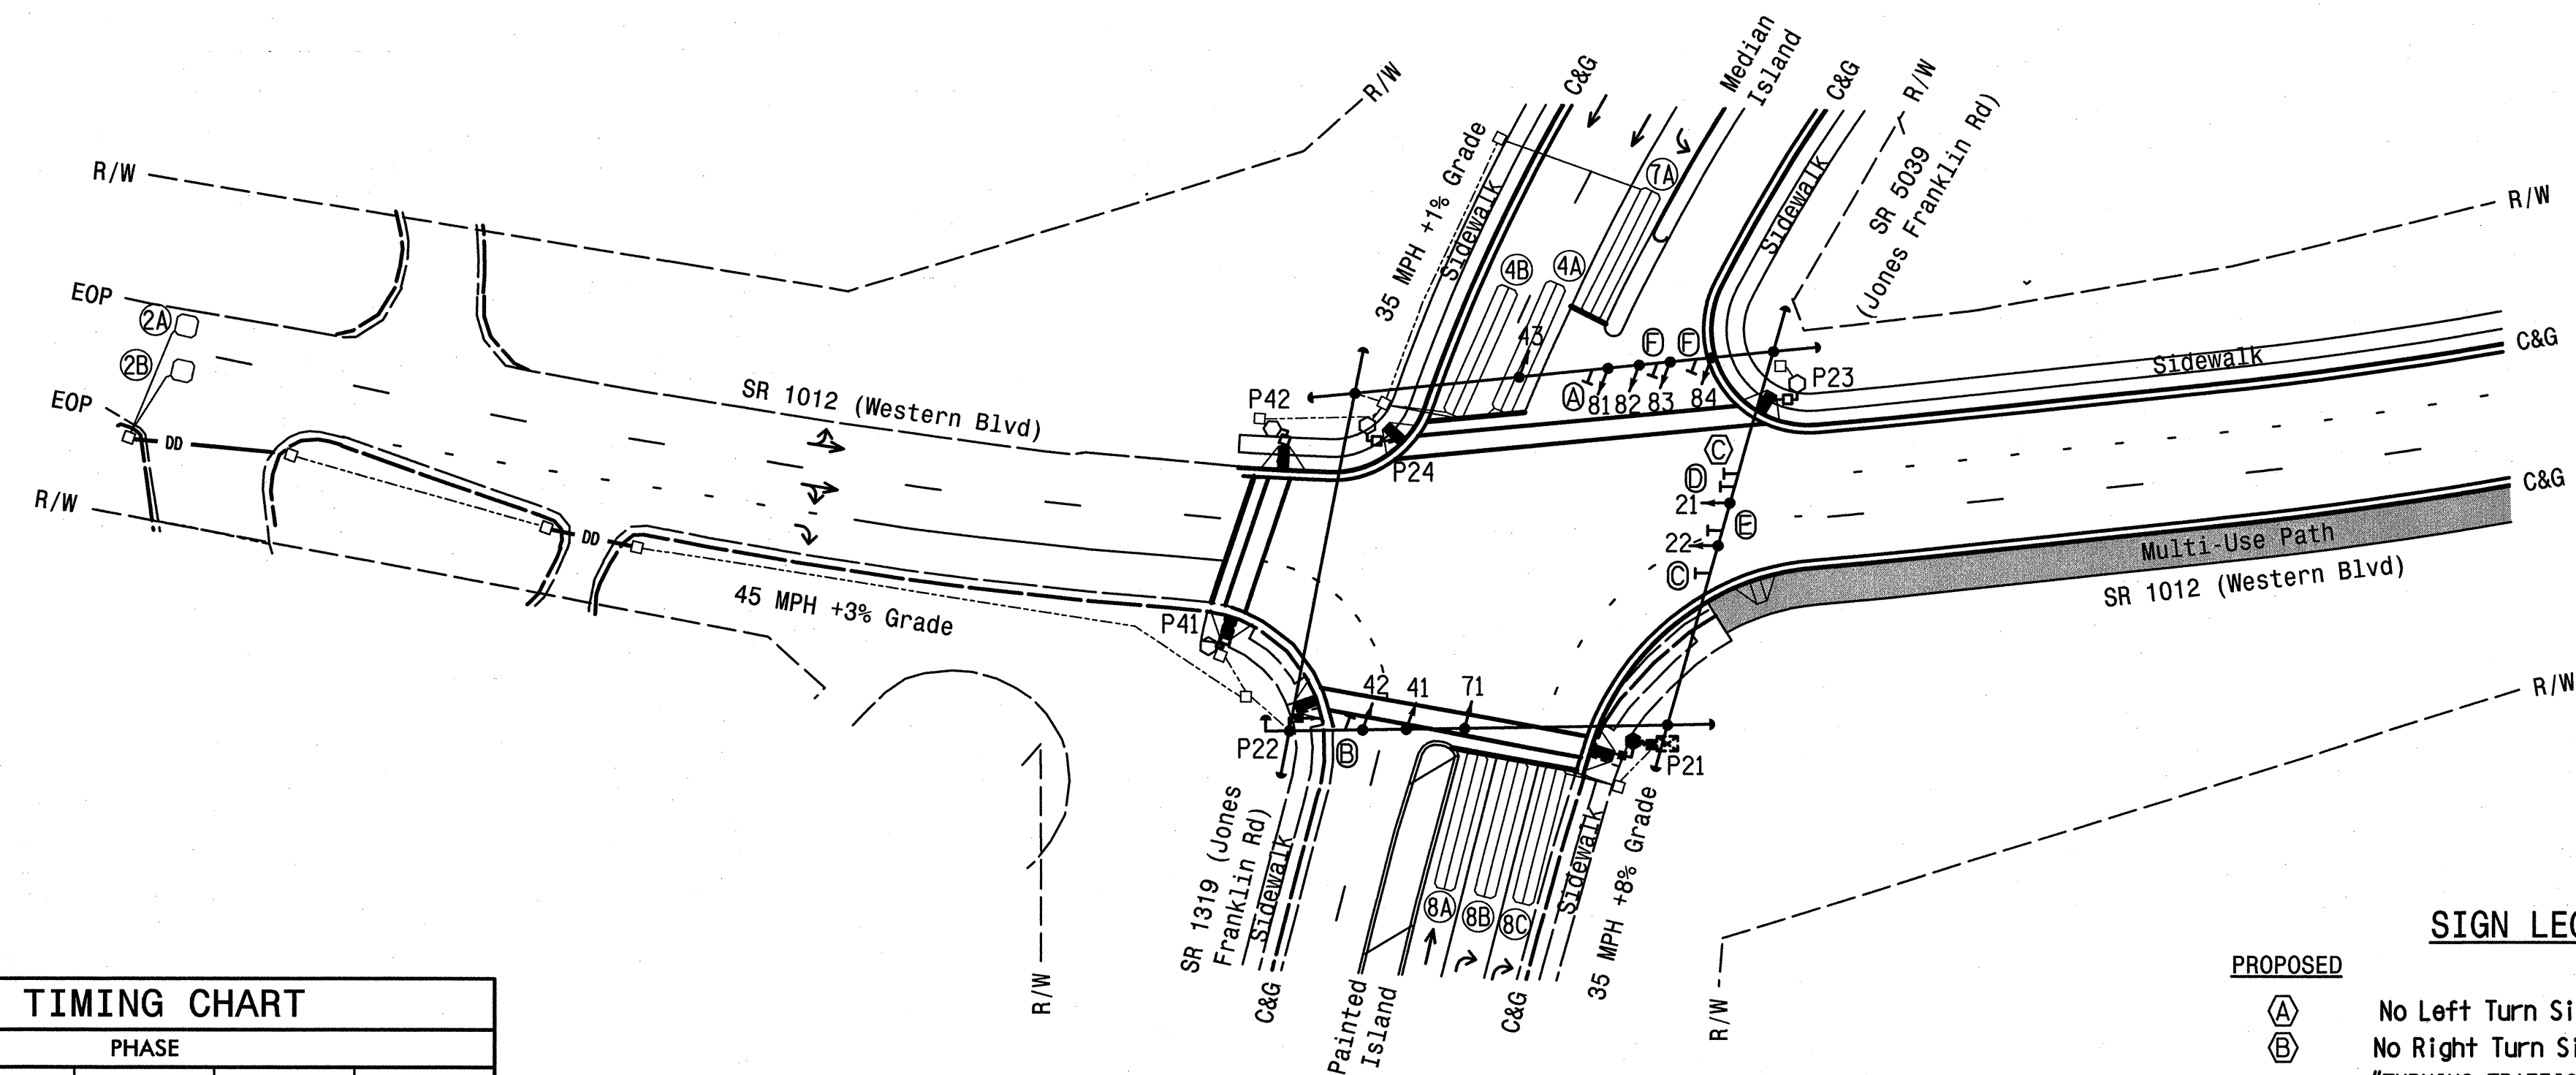 R/W
EOP
2A
2B
EOP
DD
R/W
SR 1012 (Western Blvd)
DD
45 MPH +3% Grade
R/W
35 MPH +1% Grade
Sidewalk
C&G
Median
Island
C&G
R/W
SR 5039
(Jones Franklin Rd)
Sidewalk
7A
4B
4A
43
F
F
A
81
82
83
84
P42
P24
P23
R/W
C&G
Sidewalk
C
D
21
E
22
C
C&G
Multi-Use Path
SR 1012 (Western Blvd)
R/W
P41
P22
42
41
71
B
P21
SR 1319 (Jones
Franklin Rd)
Sidewalk
C&G
R/W
8A
8B
8C
Painted
Island
C&G
Sidewalk
35 MPH +8% Grade
R/W
TIMING CHART
PHASE
SIGN LE
PROPOSED
A No Left Turn Si
B No Right Turn S